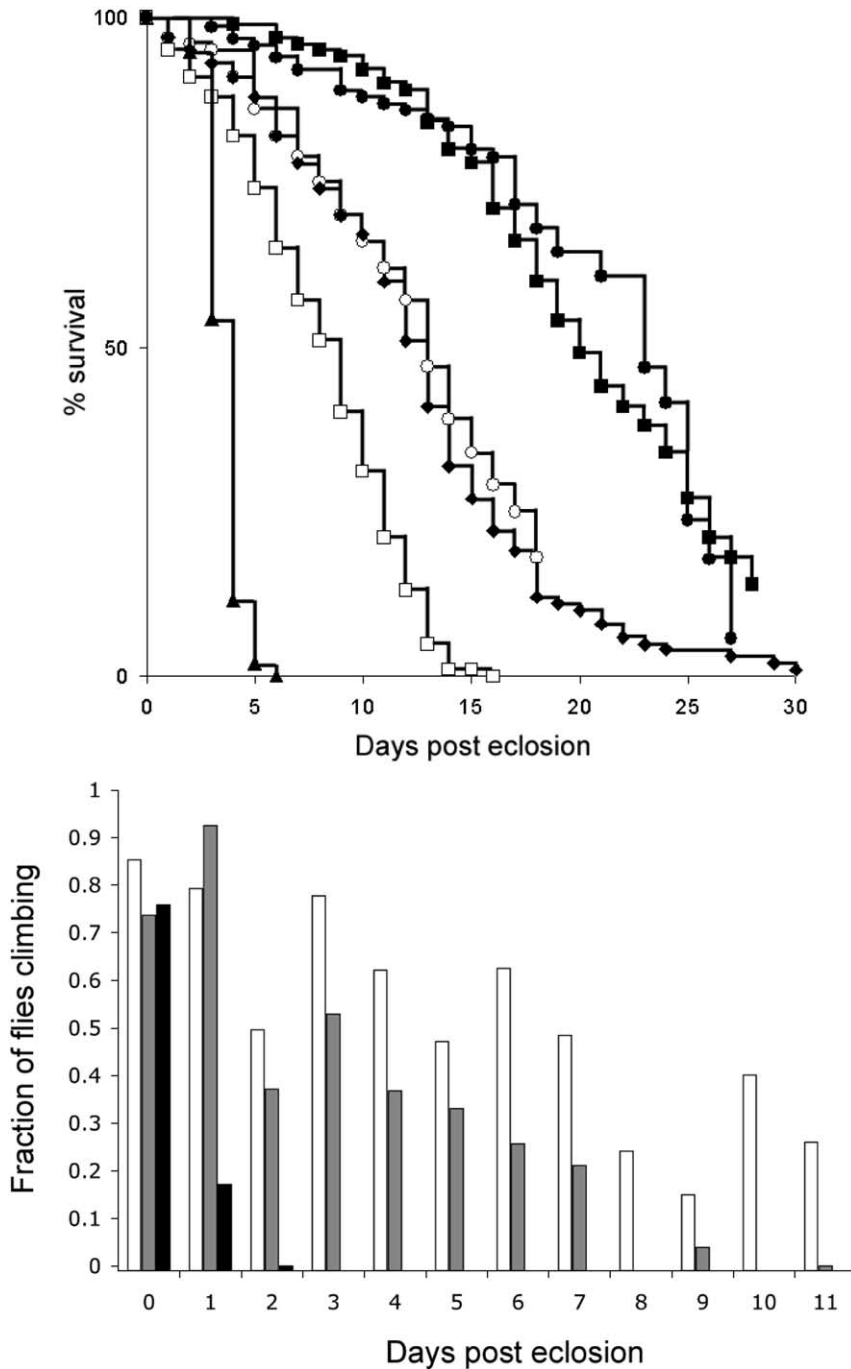 100
50
0
% survival
0 5 10 15 20 25 30
Days post eclosion
1
0.9
0.8
0.7
0.6
0.5
0.4
0.3
0.2
0.1
0
Fraction of flies climbing
0 1 2 3 4 5 6 7 8 9 10 11
Days post eclosion